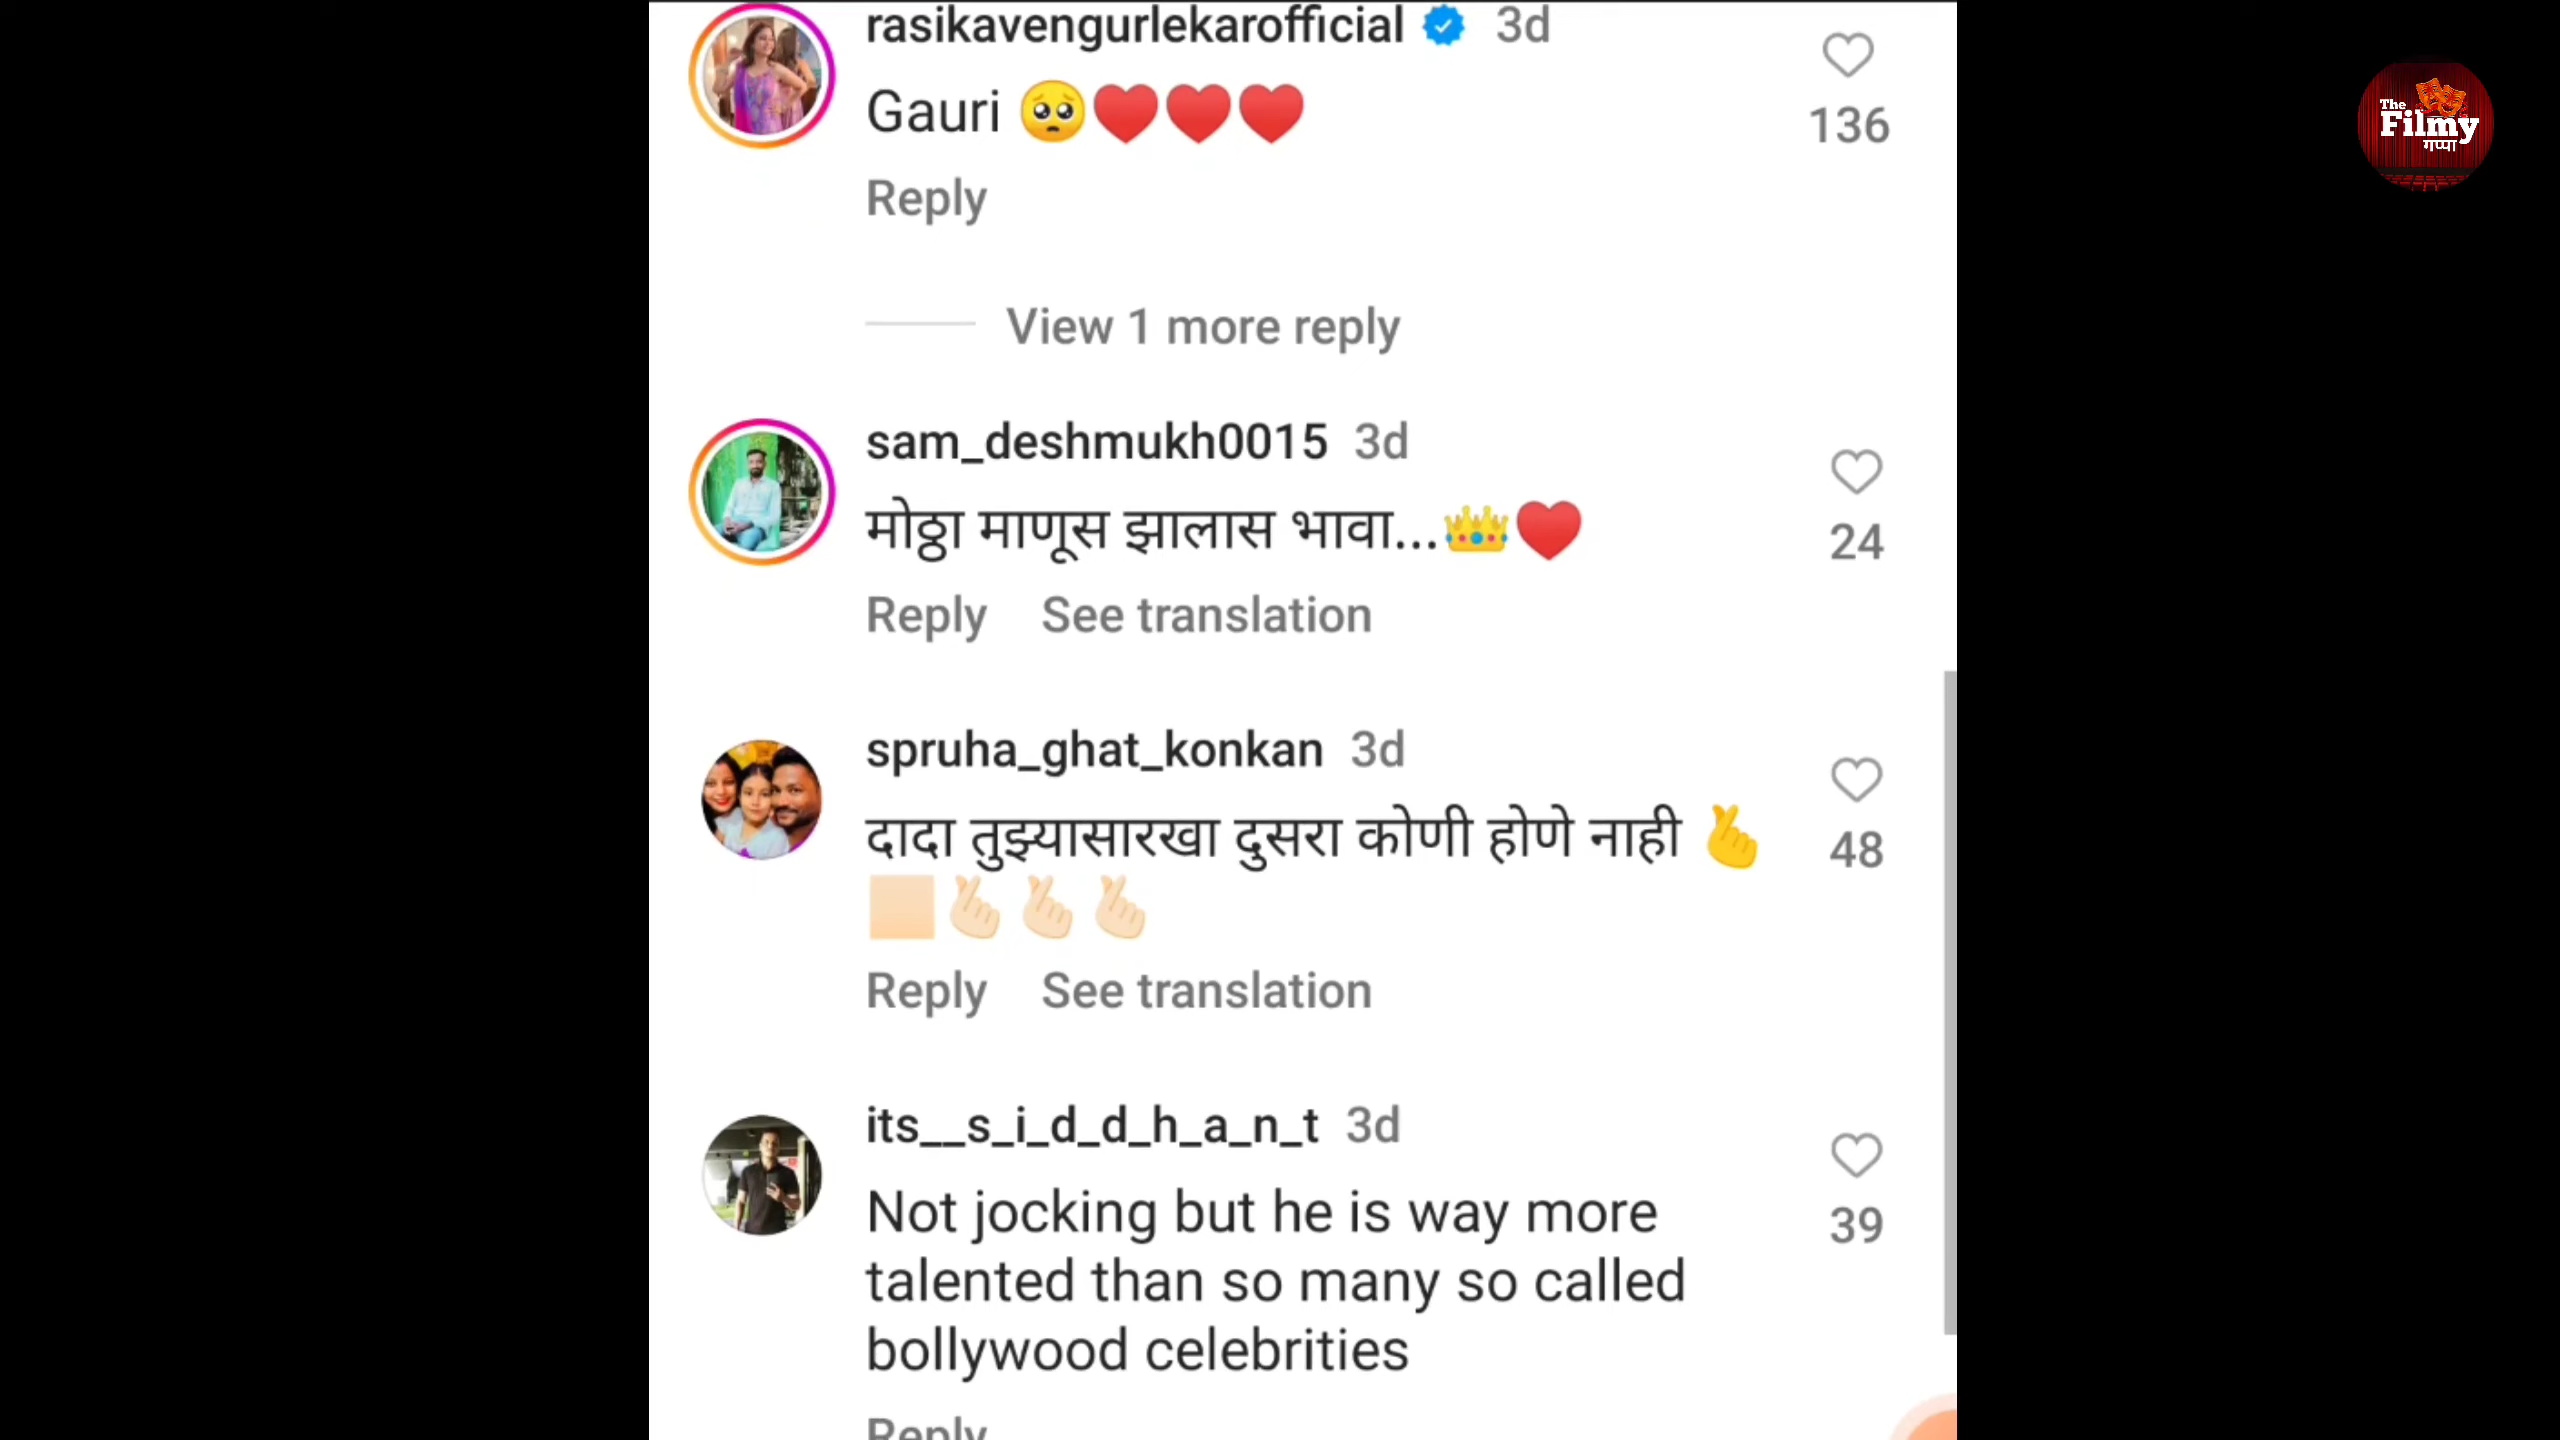 rasikavengurlekarofficial 3d
Gauri 🥺❤️❤️❤️
136
Reply
View 1 more reply
sam_deshmukh0015 3d
मोठ्ठा माणूस झालास भावा...👑❤️
24
Reply See translation
spruha_ghat_konkan 3d
दादा तुझ्यासारखा दुसरा कोणी होणे नाही 🫰
🏻🫰🏻🫰🏻🫰🏻
48
Reply See translation
its__s_i_d_d_h_a_n_t 3d
Not jocking but he is way more
talented than so many so called
bollywood celebrities
39
Reply
The
Filmy
गप्पा